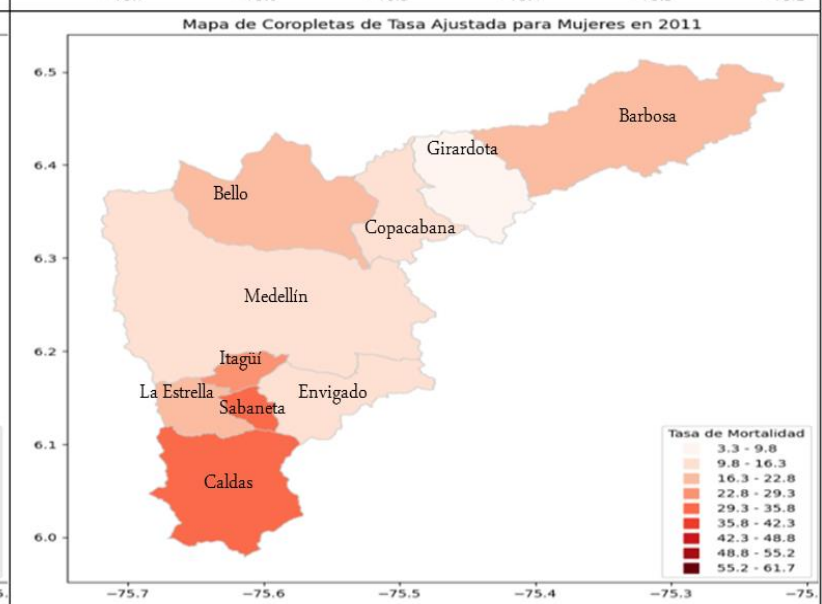 Mapa de Coropletas de Tasa Ajustada para Mujeres en 2011
6.5
Barbosa
Girardota
6.4
Bello
Copacabana
6.3
Medellín
6.2
Itagüí
La Estrella
Envigado
Sabaneta
6.1
Caldas
6.0
Tasa de Mortalidad
3.3 - 9.8
9.8 - 16.3
16.3 - 22.8
22.8 - 29.3
29.3 - 35.8
35.8 - 42.3
42.3 - 48.8
48.8 - 55.2
55.2 - 61.7
−75.7 −75.6 −75.5 −75.4 −75.3